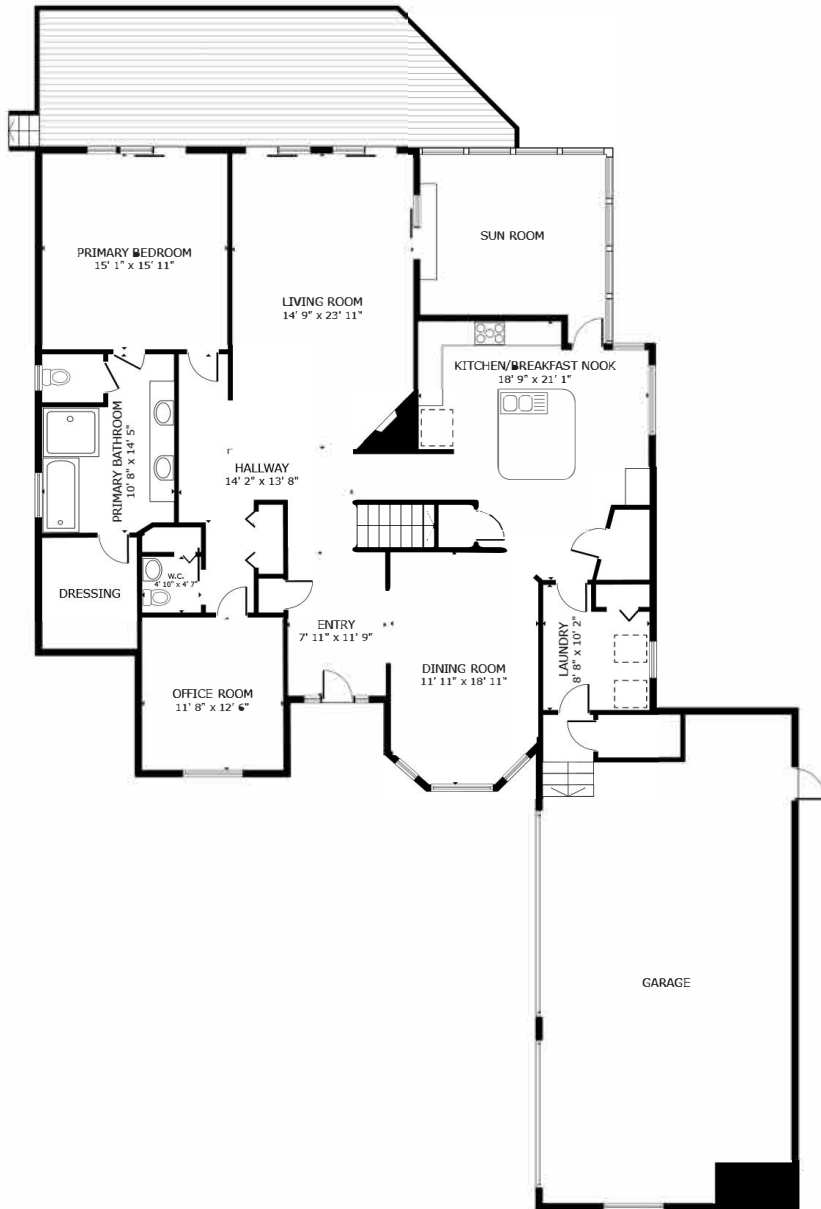 SUN ROOM
PRIMARY BEDROOM
15' 1" x 15' 11"
LIVING ROOM
14' 9" x 23' 11"
KITCHEN/BREAKFAST NOOK
18' 9" x 21' 1"
PRIMARY BATHROOM
10' 8" x 14' 5"
HALLWAY
14' 2" x 13' 8"
W.C.
4' 10" x 4' 7"
DRESSING
ENTRY
7' 11" x 11' 9"
LAUNDRY
8' 8" x 10' 2"
DINING ROOM
11' 11" x 18' 11"
OFFICE ROOM
11' 8" x 12' 6"
GARAGE